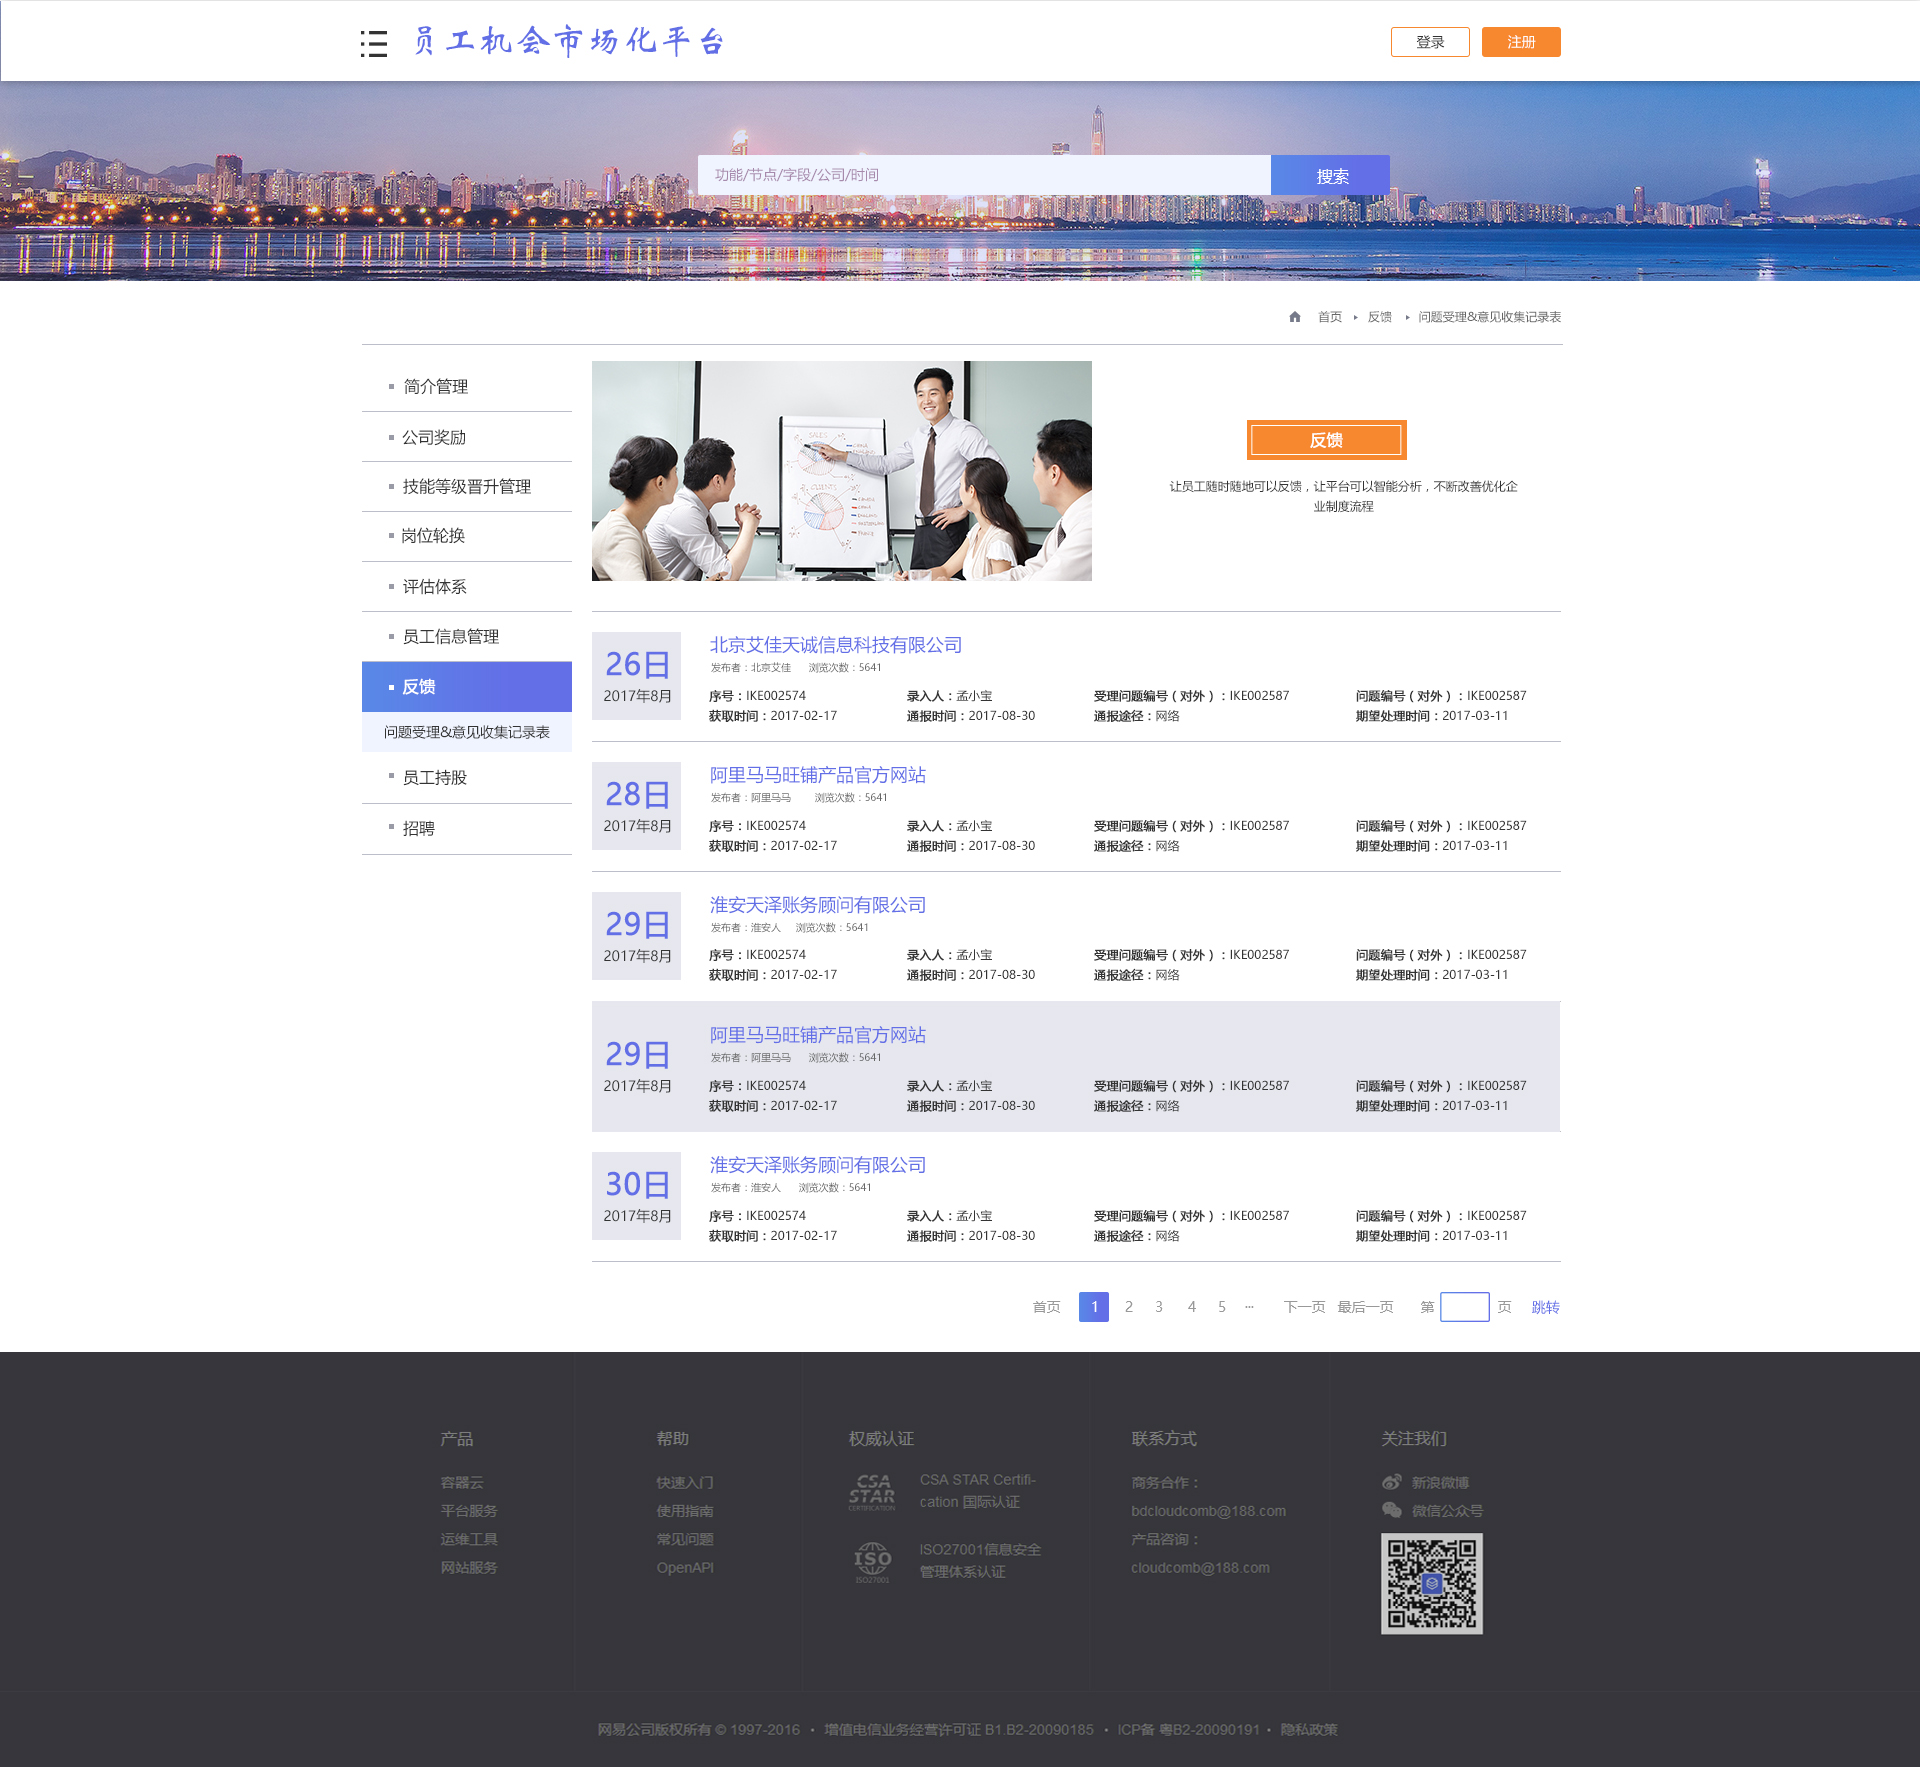 员工机会市场化平台
登录
注册
功能/节点/字段/公司/时间
搜索
首页 ▸ 反馈 ▸ 问题受理&意见收集记录表
简介管理
公司奖励
技能等级晋升管理
岗位轮换
评估体系
员工信息管理
反馈
问题受理&意见收集记录表
员工持股
招聘
SALES
CLIENTS
反馈
让员工随时随地可以反馈，让平台可以智能分析，不断改善优化企
业制度流程
26日
2017年8月
北京艾佳天诚信息科技有限公司
发布者：北京艾佳 浏览次数：5641
序号：IKE002574 录入人：孟小宝 受理问题编号（对外）：IKE002587 问题编号（对外）：IKE002587
获取时间：2017-02-17 通报时间：2017-08-30 通报途径：网络 期望处理时间：2017-03-11
28日
2017年8月
阿里马马旺铺产品官方网站
发布者：阿里马马 浏览次数：5641
序号：IKE002574 录入人：孟小宝 受理问题编号（对外）：IKE002587 问题编号（对外）：IKE002587
获取时间：2017-02-17 通报时间：2017-08-30 通报途径：网络 期望处理时间：2017-03-11
29日
2017年8月
淮安天泽账务顾问有限公司
发布者：淮安人 浏览次数：5641
序号：IKE002574 录入人：孟小宝 受理问题编号（对外）：IKE002587 问题编号（对外）：IKE002587
获取时间：2017-02-17 通报时间：2017-08-30 通报途径：网络 期望处理时间：2017-03-11
29日
2017年8月
阿里马马旺铺产品官方网站
发布者：阿里马马 浏览次数：5641
序号：IKE002574 录入人：孟小宝 受理问题编号（对外）：IKE002587 问题编号（对外）：IKE002587
获取时间：2017-02-17 通报时间：2017-08-30 通报途径：网络 期望处理时间：2017-03-11
30日
2017年8月
淮安天泽账务顾问有限公司
发布者：淮安人 浏览次数：5641
序号：IKE002574 录入人：孟小宝 受理问题编号（对外）：IKE002587 问题编号（对外）：IKE002587
获取时间：2017-02-17 通报时间：2017-08-30 通报途径：网络 期望处理时间：2017-03-11
首页 1 2 3 4 5 ··· 下一页 最后一页 第 页 跳转
产品
容器云
平台服务
运维工具
网站服务
帮助
快速入门
使用指南
常见问题
OpenAPI
权威认证
CSA
STAR
CERTIFICATION
CSA STAR Certifi-
cation 国际认证
ISO
ISO27001
ISO27001信息安全
管理体系认证
联系方式
商务合作：
bdcloudcomb@188.com
产品咨询：
cloudcomb@188.com
关注我们
新浪微博
微信公众号
网易公司版权所有 © 1997-2016 • 增值电信业务经营许可证 B1.B2-20090185 • ICP备 粤B2-20090191 • 隐私政策